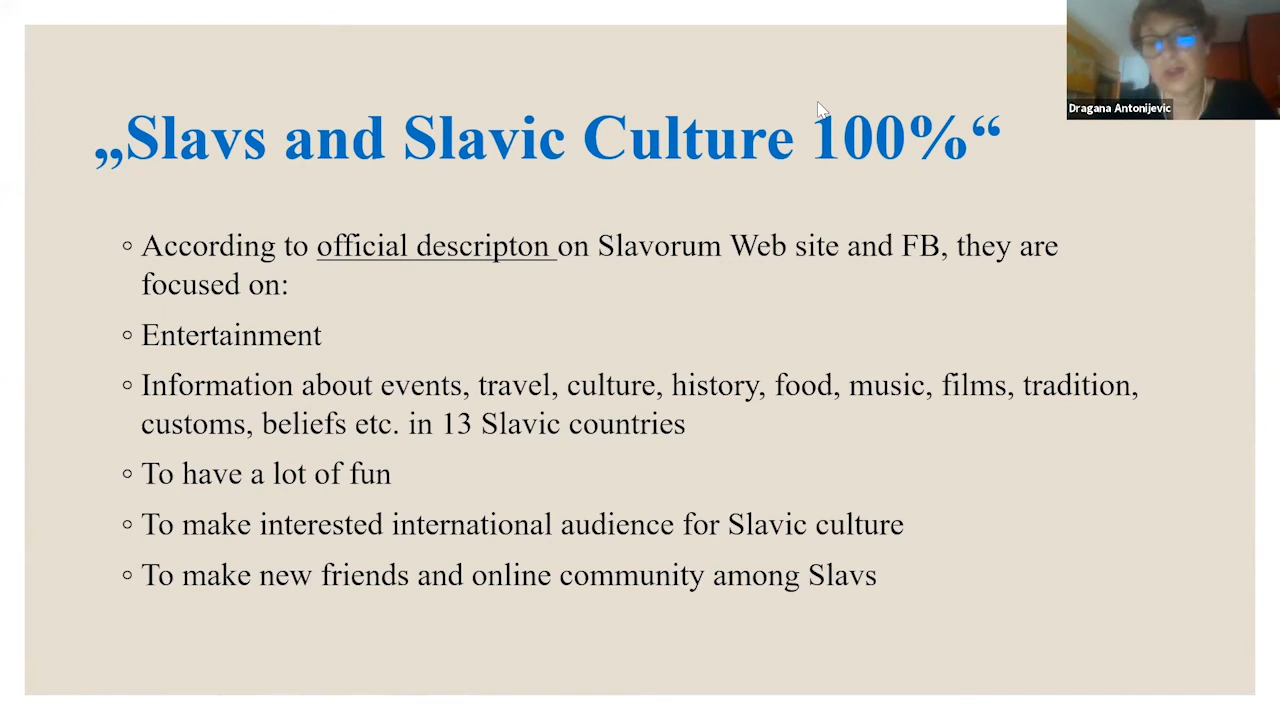 „Slavs and Slavic Culture 100%“
Dragana Antonijevic
◦ According to official descripton on Slavorum Web site and FB, they are
focused on:
◦ Entertainment
◦ Information about events, travel, culture, history, food, music, films, tradition,
customs, beliefs etc. in 13 Slavic countries
◦ To have a lot of fun
◦ To make interested international audience for Slavic culture
◦ To make new friends and online community among Slavs